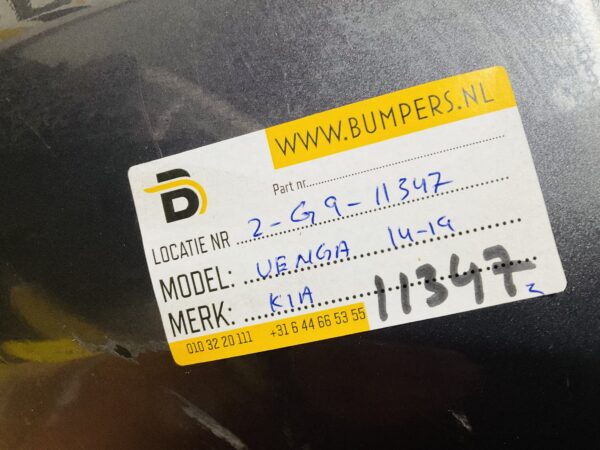 WWW.BUMPERS.NL
B
Part nr.
LOCATIE NR 2-G9-11347
MODEL: VENGA 14-19
MERK: KIA 11347 2
010 32 20 111 +31 6 44 66 53 55